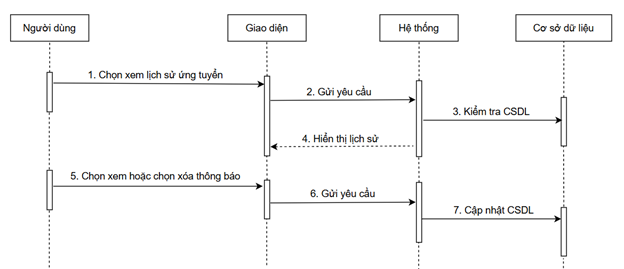 Người dùng
Giao diện
Hệ thống
Cơ sở dữ liệu
1. Chọn xem lịch sử ứng tuyển
2. Gửi yêu cầu
3. Kiểm tra CSDL
4. Hiển thị lịch sử
5. Chọn xem hoặc chọn xóa thông báo
6. Gửi yêu cầu
7. Cập nhật CSDL